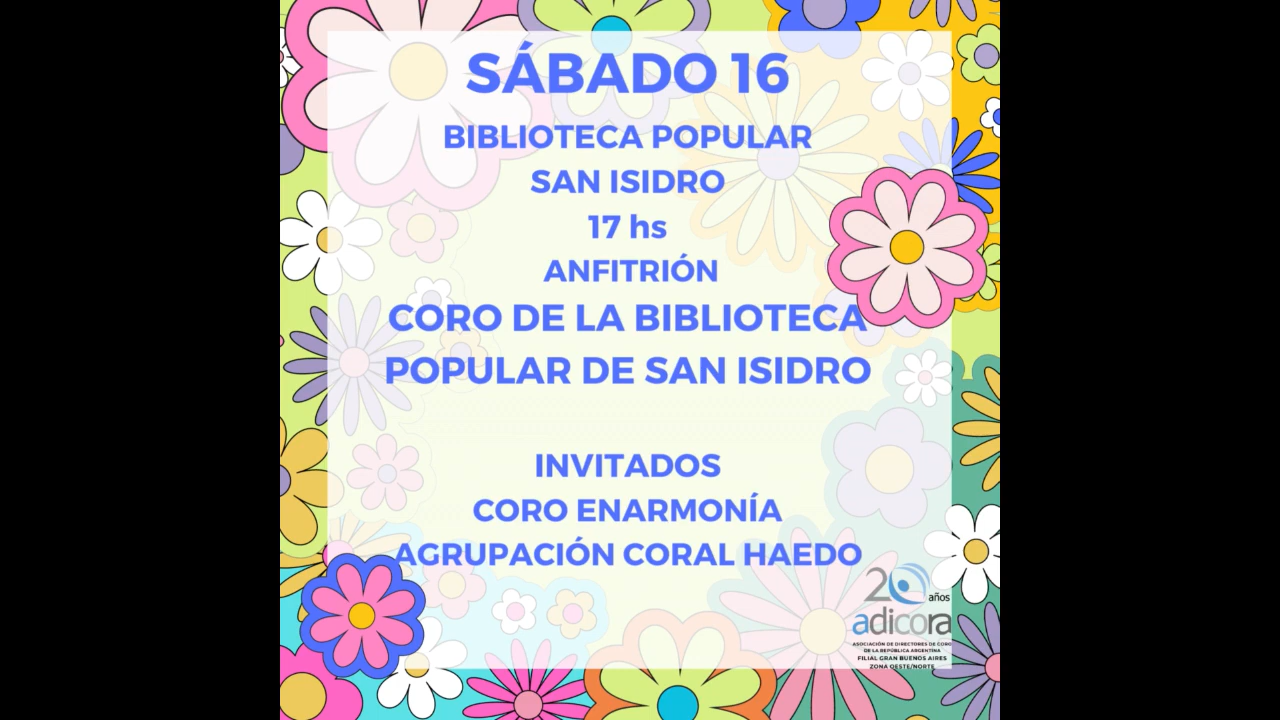 SÁBADO 16
BIBLIOTECA POPULAR
SAN ISIDRO
17 hs
ANFITRIÓN
CORO DE LA BIBLIOTECA
POPULAR DE SAN ISIDRO
INVITADOS
CORO ENARMONÍA
AGRUPACIÓN CORAL HAEDO
20 años
adicora
ASOCIACIÓN DE DIRECTORES DE CORO
DE LA REPÚBLICA ARGENTINA
FILIAL GRAN BUENOS AIRES
ZONA OESTE/NORTE